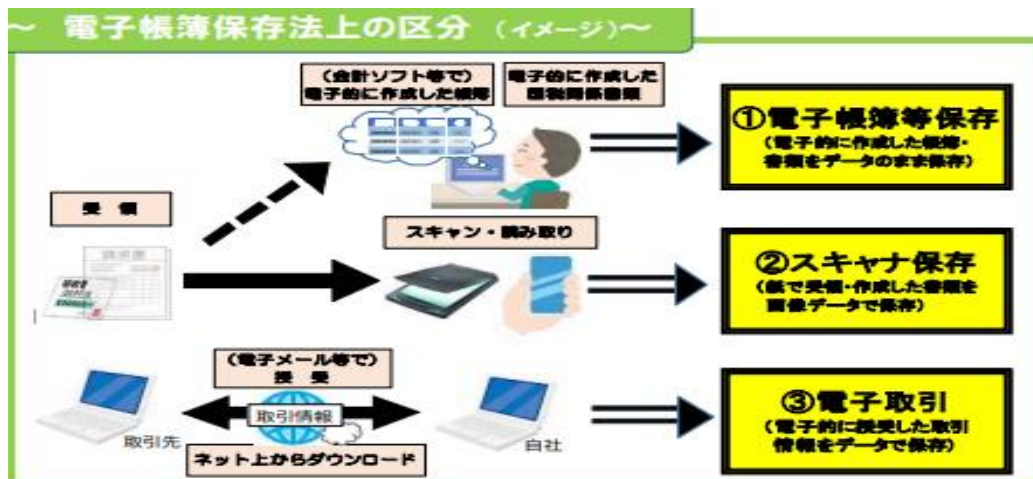 ～ 電子帳簿保存法上の区分 （イメージ）～
（会計ソフト等で）
電子的に作成した帳簿
電子的に作成した
国税関係書類
①電子帳簿等保存
（電子的に作成した帳簿・
書類をデータのまま保存）
受 領
請求書
領収書
スキャン・読み取り
②スキャナ保存
（紙で受領・作成した書類を
画像データで保存）
（電子メール等で）
授 受
取引情報
取引先
自社
ネット上からダウンロード
③電子取引
（電子的に授受した取引
情報をデータで保存）